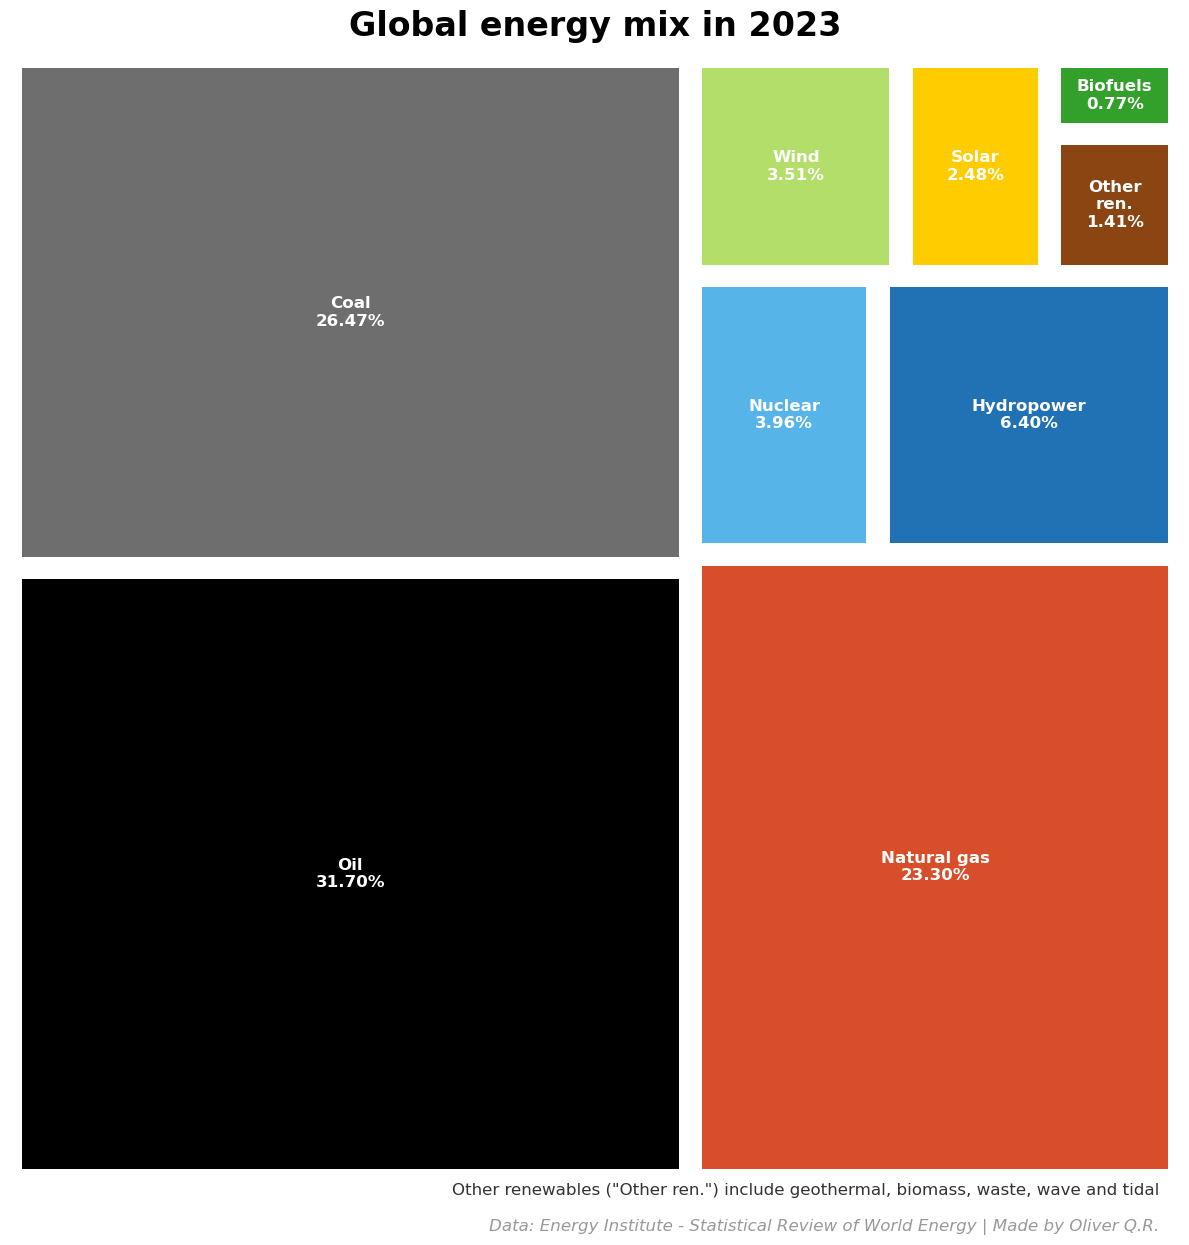 Global energy mix in 2023
Coal
26.47%
Wind
3.51%
Solar
2.48%
Biofuels
0.77%
Other
ren.
1.41%
Nuclear
3.96%
Hydropower
6.40%
Oil
31.70%
Natural gas
23.30%
Other renewables ("Other ren.") include geothermal, biomass, waste, wave and tidal
Data: Energy Institute - Statistical Review of World Energy | Made by Oliver Q.R.